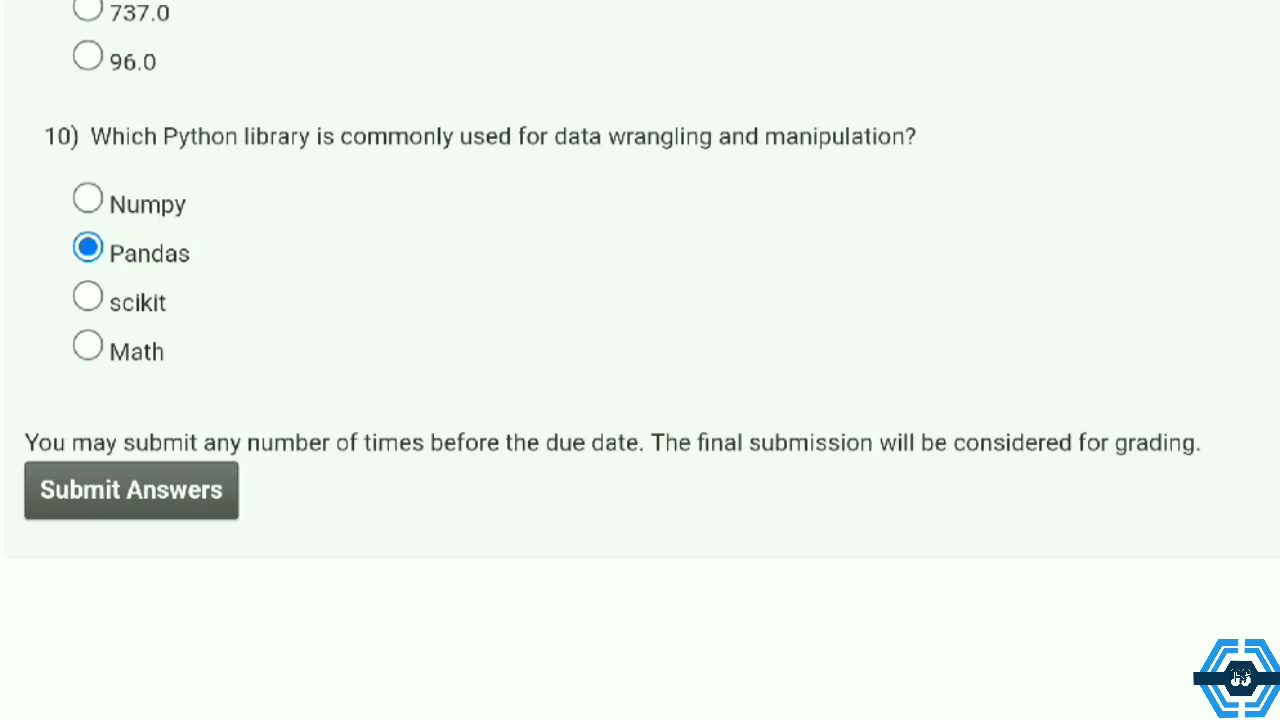 737.0
96.0
10) Which Python library is commonly used for data wrangling and manipulation?
Numpy
Pandas
scikit
Math
You may submit any number of times before the due date. The final submission will be considered for grading.
Submit Answers